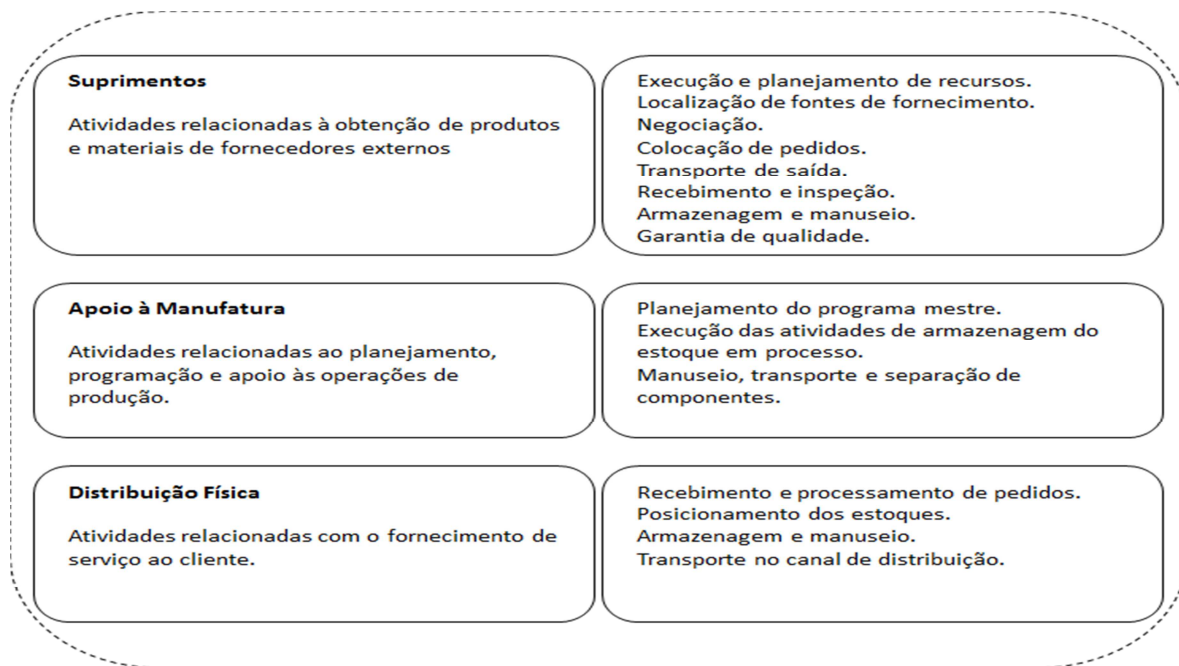 Suprimentos
Atividades relacionadas à obtenção de produtos
e materiais de fornecedores externos
Execução e planejamento de recursos.
Localização de fontes de fornecimento.
Negociação.
Colocação de pedidos.
Transporte de saída.
Recebimento e inspeção.
Armazenagem e manuseio.
Garantia de qualidade.
Apoio à Manufatura
Atividades relacionadas ao planejamento,
programação e apoio às operações de
produção.
Planejamento do programa mestre.
Execução das atividades de armazenagem do
estoque em processo.
Manuseio, transporte e separação de
componentes.
Distribuição Física
Atividades relacionadas com o fornecimento de
serviço ao cliente.
Recebimento e processamento de pedidos.
Posicionamento dos estoques.
Armazenagem e manuseio.
Transporte no canal de distribuição.